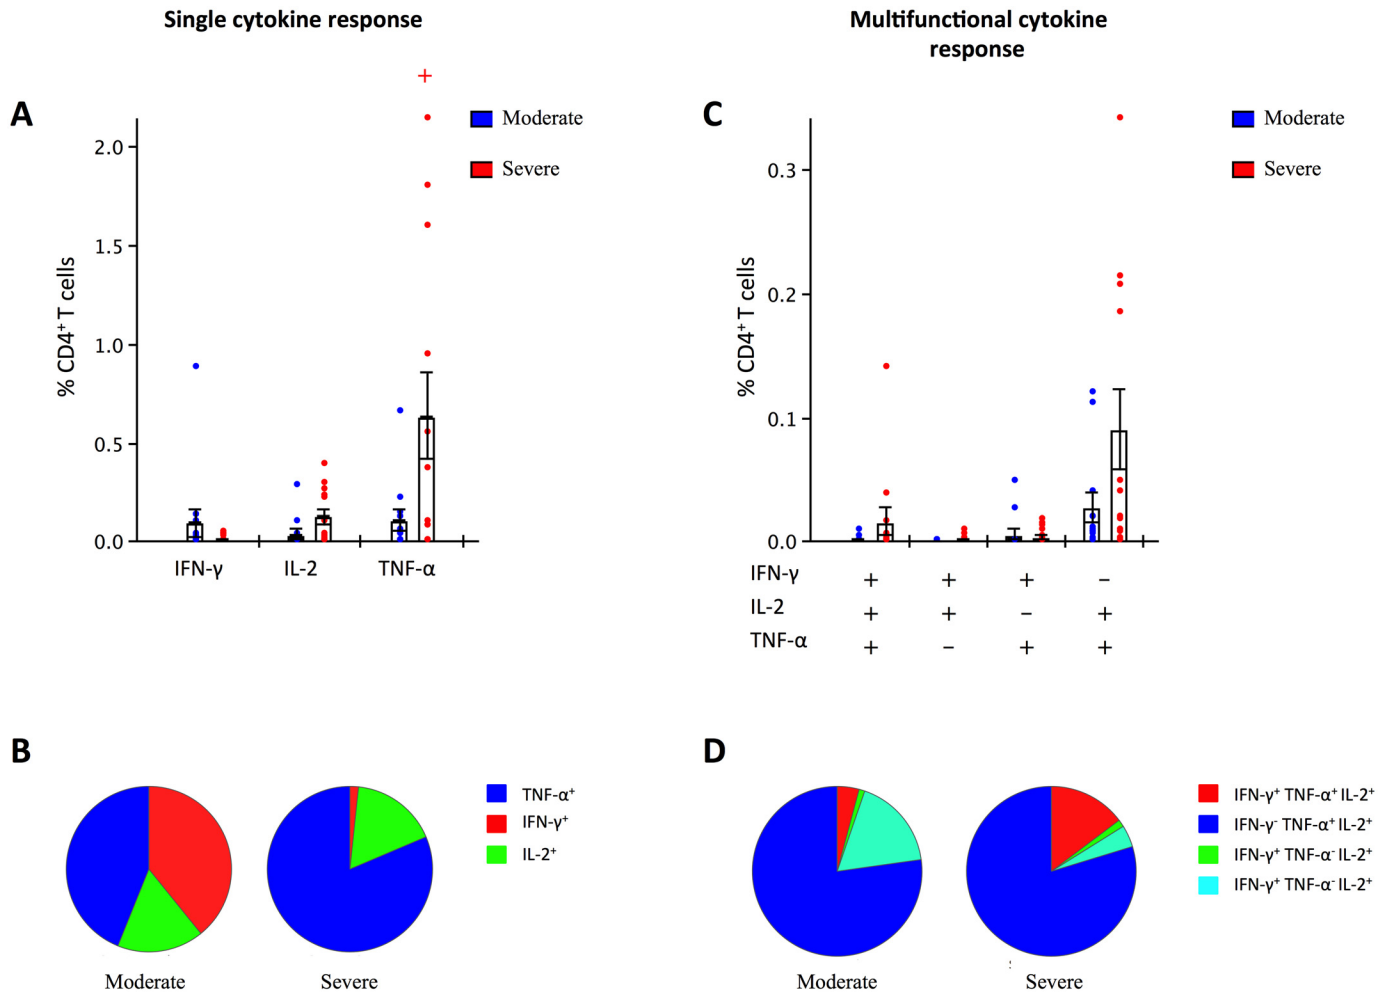 Single cytokine response
Multifunctional cytokine
response
A
+
Moderate
Severe
2.0
1.5
1.0
0.5
0.0
% CD4⁺ T cells
IFN-γ
IL-2
TNF-α
C
Moderate
Severe
0.3
0.2
0.1
0.0
% CD4⁺ T cells
IFN-γ + + + –
IL-2 + + – +
TNF-α + – + +
B
TNF-α⁺
IFN-γ⁺
IL-2⁺
Moderate
Severe
D
IFN-γ⁺ TNF-α⁺ IL-2⁺
IFN-γ⁻ TNF-α⁺ IL-2⁺
IFN-γ⁺ TNF-α⁻ IL-2⁺
IFN-γ⁺ TNF-α⁻ IL-2⁺
Moderate
Severe